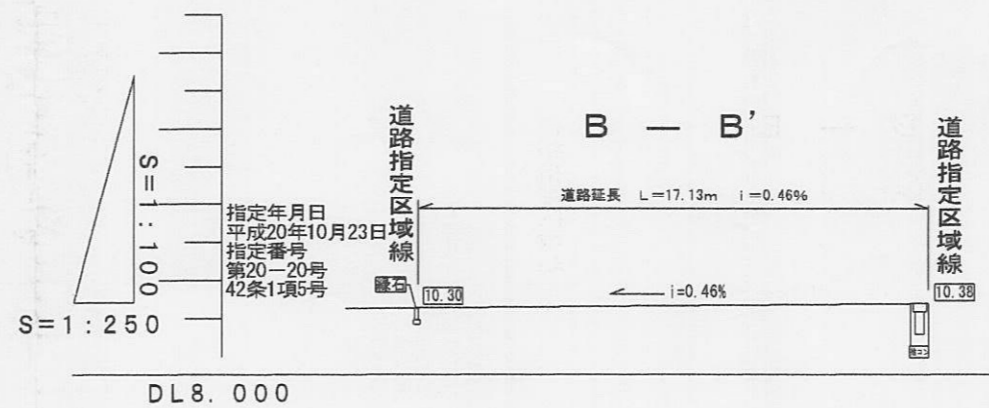 B — B'
道路指定区域線
道路指定区域線
道路延長 L=17.13m i=0.46%
S=1:100
指定年月日
平成20年10月23日
指定番号
第20-20号
42条1項5号
縁石
10.30
i=0.46%
10.38
S=1:250
DL8.000